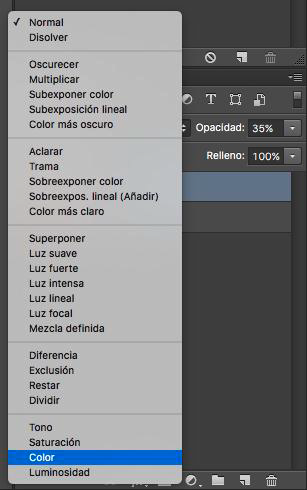 ✓ Normal
Disolver
Oscurecer
Multiplicar
Subexponer color
Subexposición lineal
Color más oscuro
Aclarar
Trama
Sobreexponer color
Sobreexpos. lineal (Añadir)
Color más claro
Superponer
Luz suave
Luz fuerte
Luz intensa
Luz lineal
Luz focal
Mezcla definida
Diferencia
Exclusión
Restar
Dividir
Tono
Saturación
Color
Luminosidad
Opacidad: 35%
Relleno: 100%